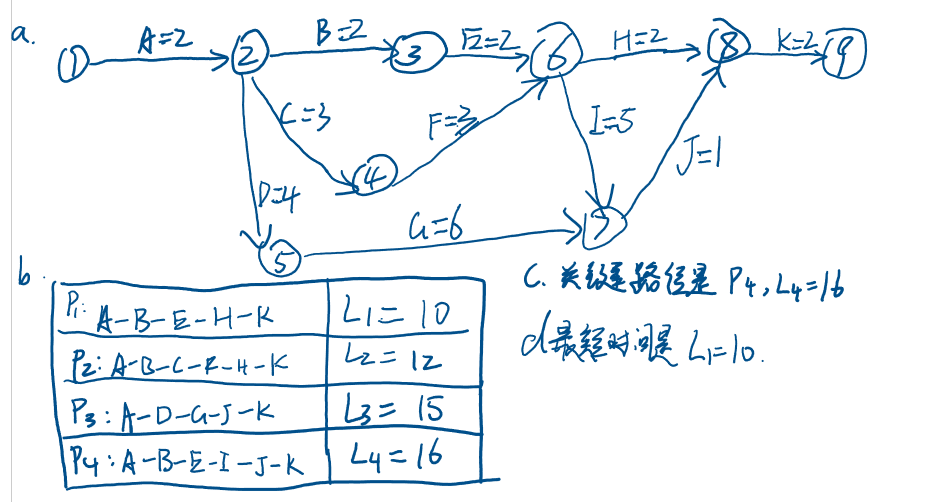 a.
A=2
B=2
E=2
H=2
K=2
① ② ③ ⑥ ⑧ ⑨
C=3
F=3
I=5
J=1
④
D=4
G=6
⑦
⑤
b.
P1: A-B-E-H-K L1=10
P2: A-B-C-F-H-K L2=12
P3: A-D-G-J-K L3=15
P4: A-B-E-I-J-K L4=16
C. 关键路径是 P4, L4=16
d 最短时间是 L1=10.